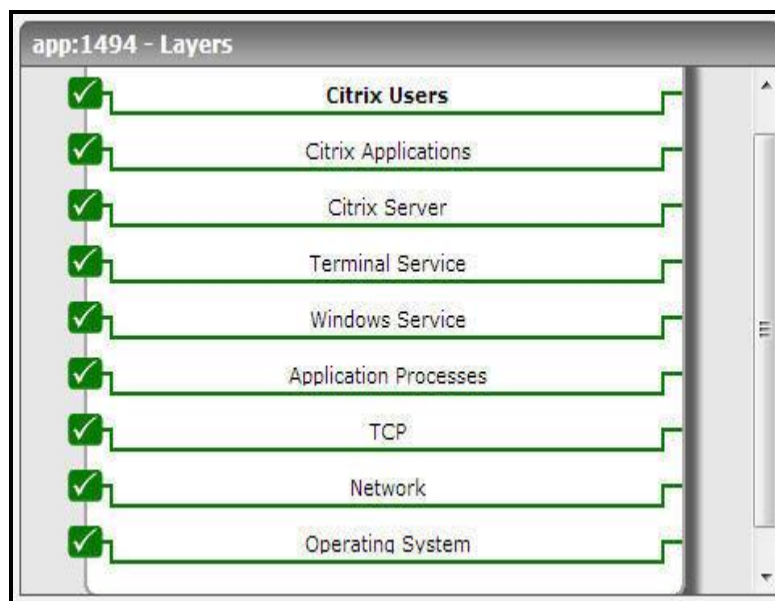 app:1494 - Layers
Citrix Users
Citrix Applications
Citrix Server
Terminal Service
Windows Service
Application Processes
TCP
Network
Operating System